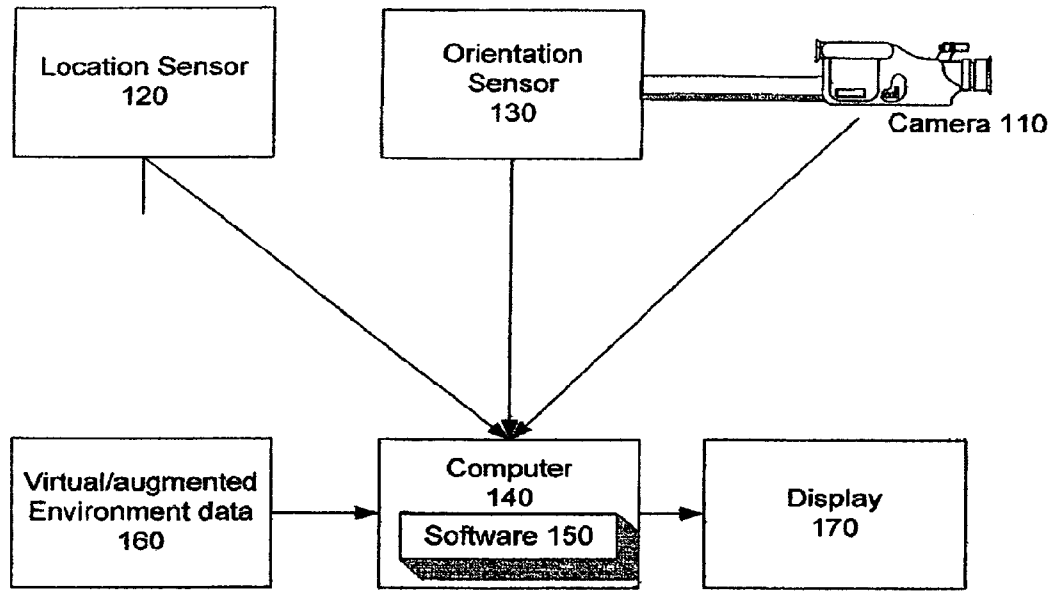 Location Sensor
120
Orientation
Sensor
130
Camera 110
Virtual/augmented
Environment data
160
Computer
140
Software 150
Display
170